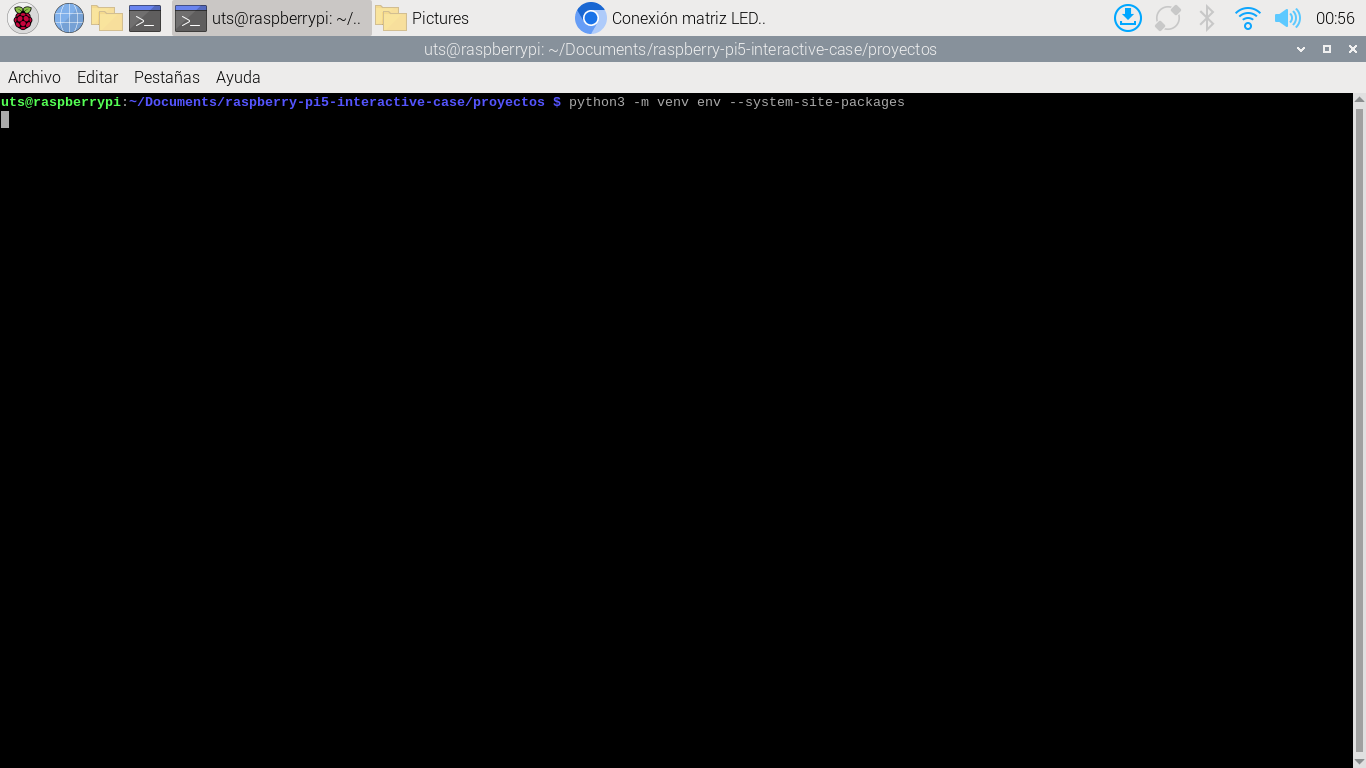 uts@raspberrypi: ~/.. Pictures Conexión matriz LED.. 00:56
uts@raspberrypi: ~/Documents/raspberry-pi5-interactive-case/proyectos
Archivo Editar Pestañas Ayuda
uts@raspberrypi:~/Documents/raspberry-pi5-interactive-case/proyectos $ python3 -m venv env --system-site-packages